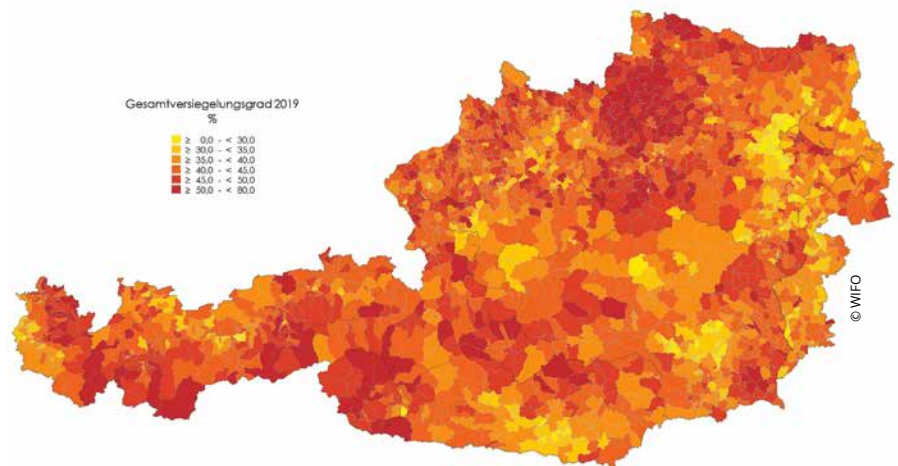 Gesamtversiegelungsgrad 2019
%
≥ 0,0 - < 30,0
≥ 30,0 - < 35,0
≥ 35,0 - < 40,0
≥ 40,0 - < 45,0
≥ 45,0 - < 50,0
≥ 50,0 - < 80,0
© WIFO